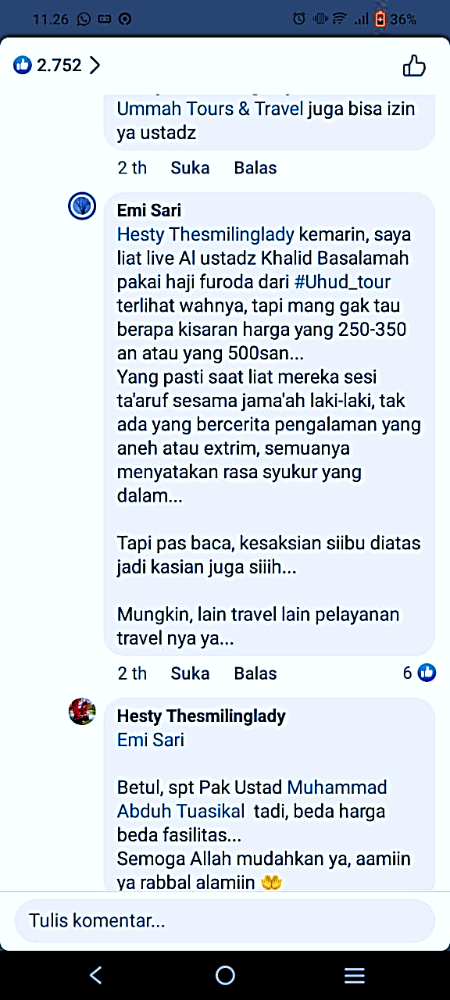 11.26 36%
2.752
Ummah Tours & Travel juga bisa izin
ya ustadz
2 th Suka Balas
Emi Sari
Hesty Thesmilinglady kemarin, saya
liat live Al ustadz Khalid Basalamah
pakai haji furoda dari #Uhud_tour
terlihat wahnya, tapi mang gak tau
berapa kisaran harga yang 250-350
an atau yang 500san...
Yang pasti saat liat mereka sesi
ta'aruf sesama jama'ah laki-laki, tak
ada yang bercerita pengalaman yang
aneh atau extrim, semuanya
menyatakan rasa syukur yang
dalam...
Tapi pas baca, kesaksian siibu diatas
jadi kasian juga siiih...
Mungkin, lain travel lain pelayanan
travel nya ya...
2 th Suka Balas 6
Hesty Thesmilinglady
Emi Sari
Betul, spt Pak Ustad Muhammad
Abduh Tuasikal tadi, beda harga
beda fasilitas...
Semoga Allah mudahkan ya, aamiin
ya rabbal alamiin 🤲
Tulis komentar...